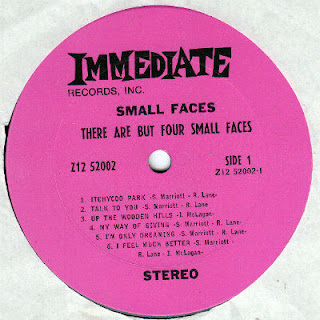 IMMEDIATE
RECORDS, INC.
SMALL FACES
THERE ARE BUT FOUR SMALL FACES
Z12 52002
SIDE 1
Z12 52002-1
1. ITCHYCOO PARK -S. Marriott - R. Lane-
2. TALK TO YOU -S. Marriott - R. Lane
3. UP THE WOODEN HILLS -I. McLagan-
4. MY WAY OF GIVING -S. Marriott - R. Lane-
5. I'M ONLY DREAMING -S. Marriott - R. Lane-
6. I FEEL MUCH BETTER -S. Marriott -
R. Lane - I. McLagan-
STEREO